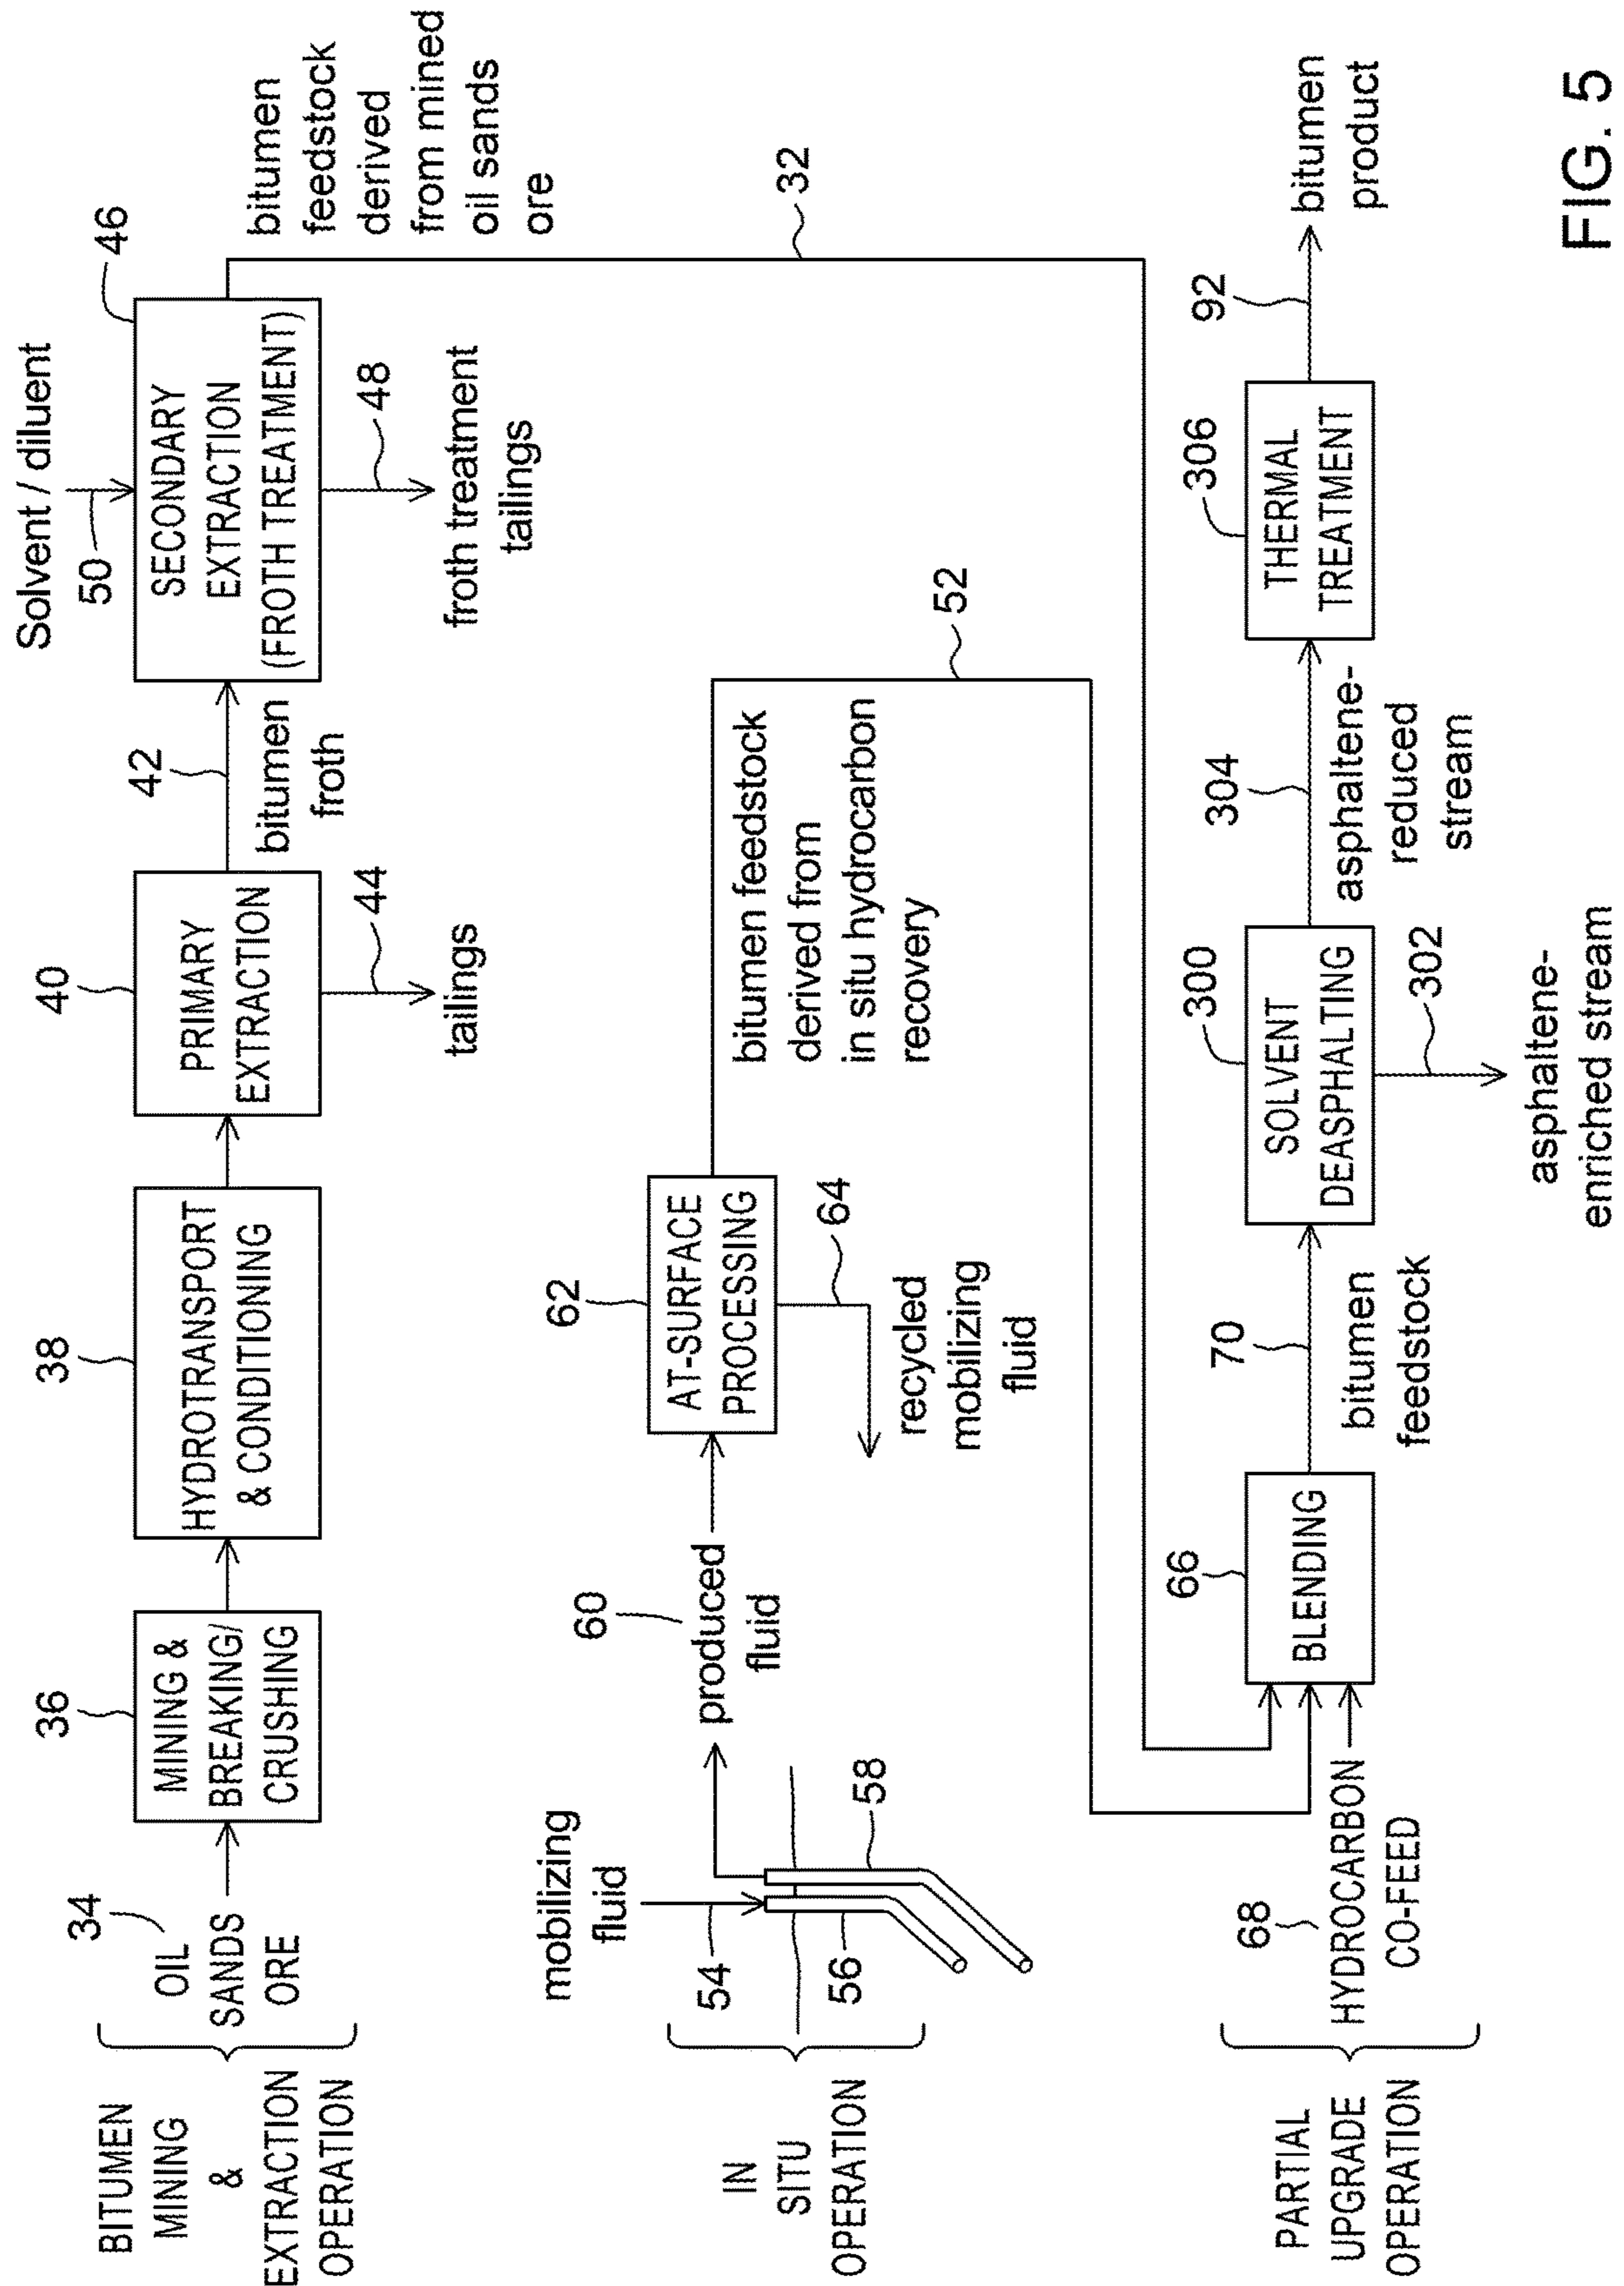 BITUMEN
MINING
&
EXTRACTION
OPERATION
34
OIL
SANDS
ORE
36
MINING &
BREAKING/
CRUSHING
38
HYDROTRANSPORT
& CONDITIONING
40
PRIMARY
EXTRACTION
44
tailings
42
bitumen
froth
Solvent / diluent
50
46
SECONDARY
EXTRACTION
(FROTH TREATMENT)
48
froth treatment
tailings
bitumen
feedstock
derived
from mined
oil sands
ore
32
IN
SITU
OPERATION
mobilizing
fluid
54
56
58
60
produced
fluid
62
AT-SURFACE
PROCESSING
64
recycled
mobilizing
fluid
bitumen feedstock
derived from
in situ hydrocarbon
recovery
52
PARTIAL
UPGRADE
OPERATION
68
HYDROCARBON
CO-FEED
66
BLENDING
70
bitumen
feedstock
300
SOLVENT
DEASPHALTING
302
asphaltene-
enriched stream
304
asphaltene-
reduced
stream
306
THERMAL
TREATMENT
92
bitumen
product
FIG. 5